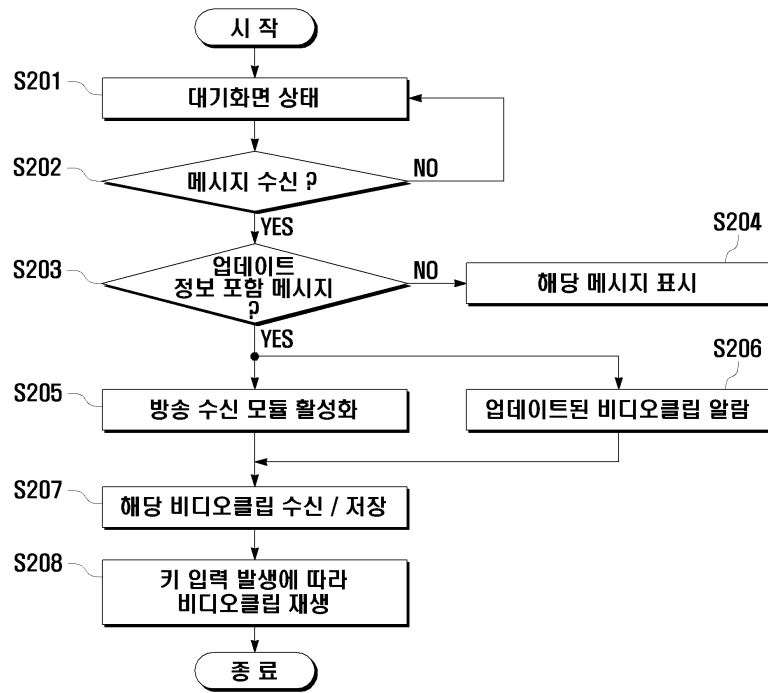 시 작
S201
대기화면 상태
S202
메시지 수신 ?
NO
YES
S203
업데이트
정보 포함 메시지
?
NO
YES
S204
해당 메시지 표시
S205
방송 수신 모듈 활성화
S206
업데이트된 비디오클립 알람
S207
해당 비디오클립 수신 / 저장
S208
키 입력 발생에 따라
비디오클립 재생
종 료